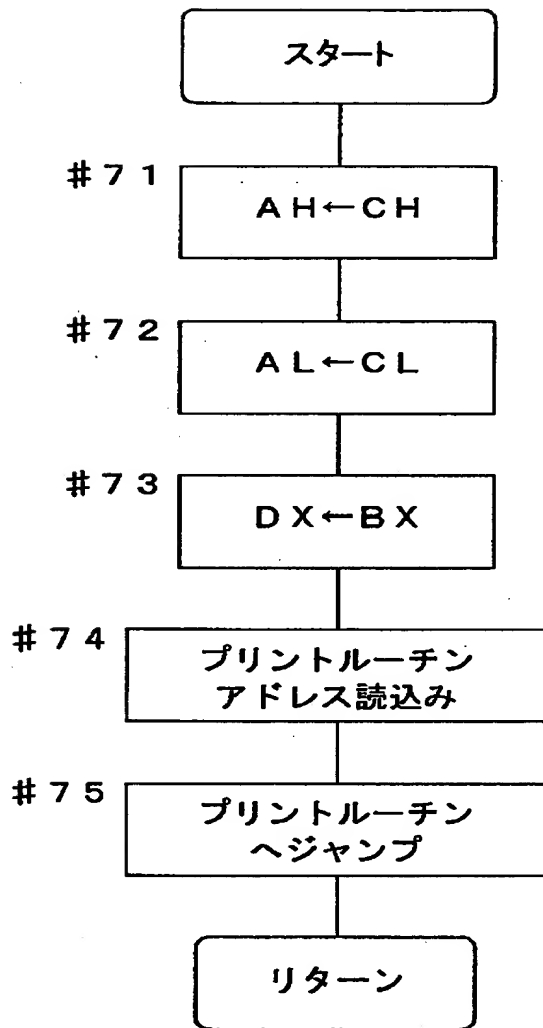 スタート
#71
AH←CH
#72
AL←CL
#73
DX←BX
#74
プリントルーチン
アドレス読込み
#75
プリントルーチン
へジャンプ
リターン